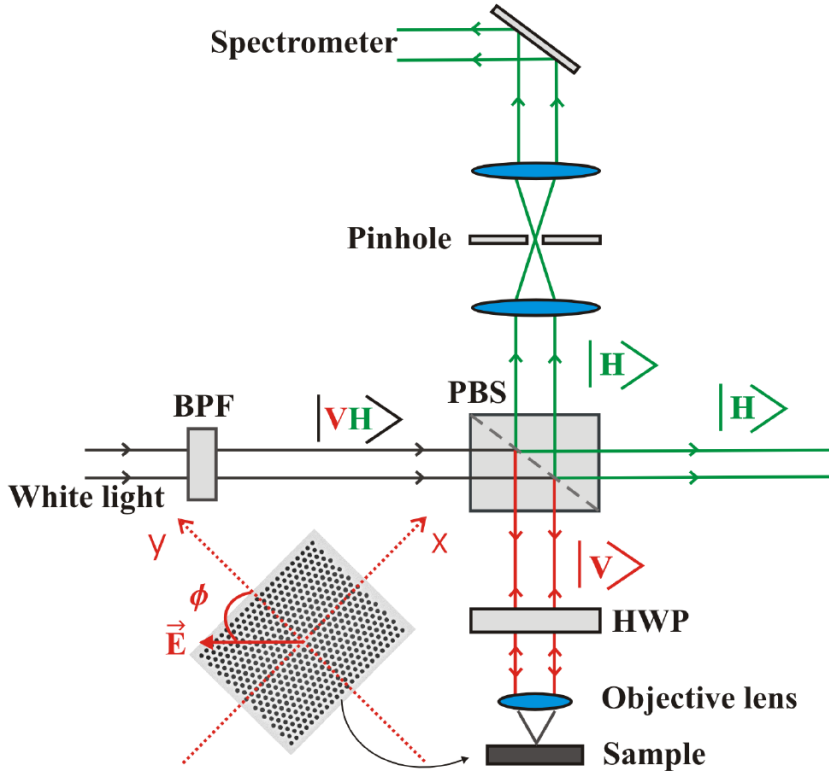 Spectrometer
Pinhole
|H>
PBS
|H>
BPF
|VH>
White light
y
x
ϕ
E⃗
|V>
HWP
Objective lens
Sample